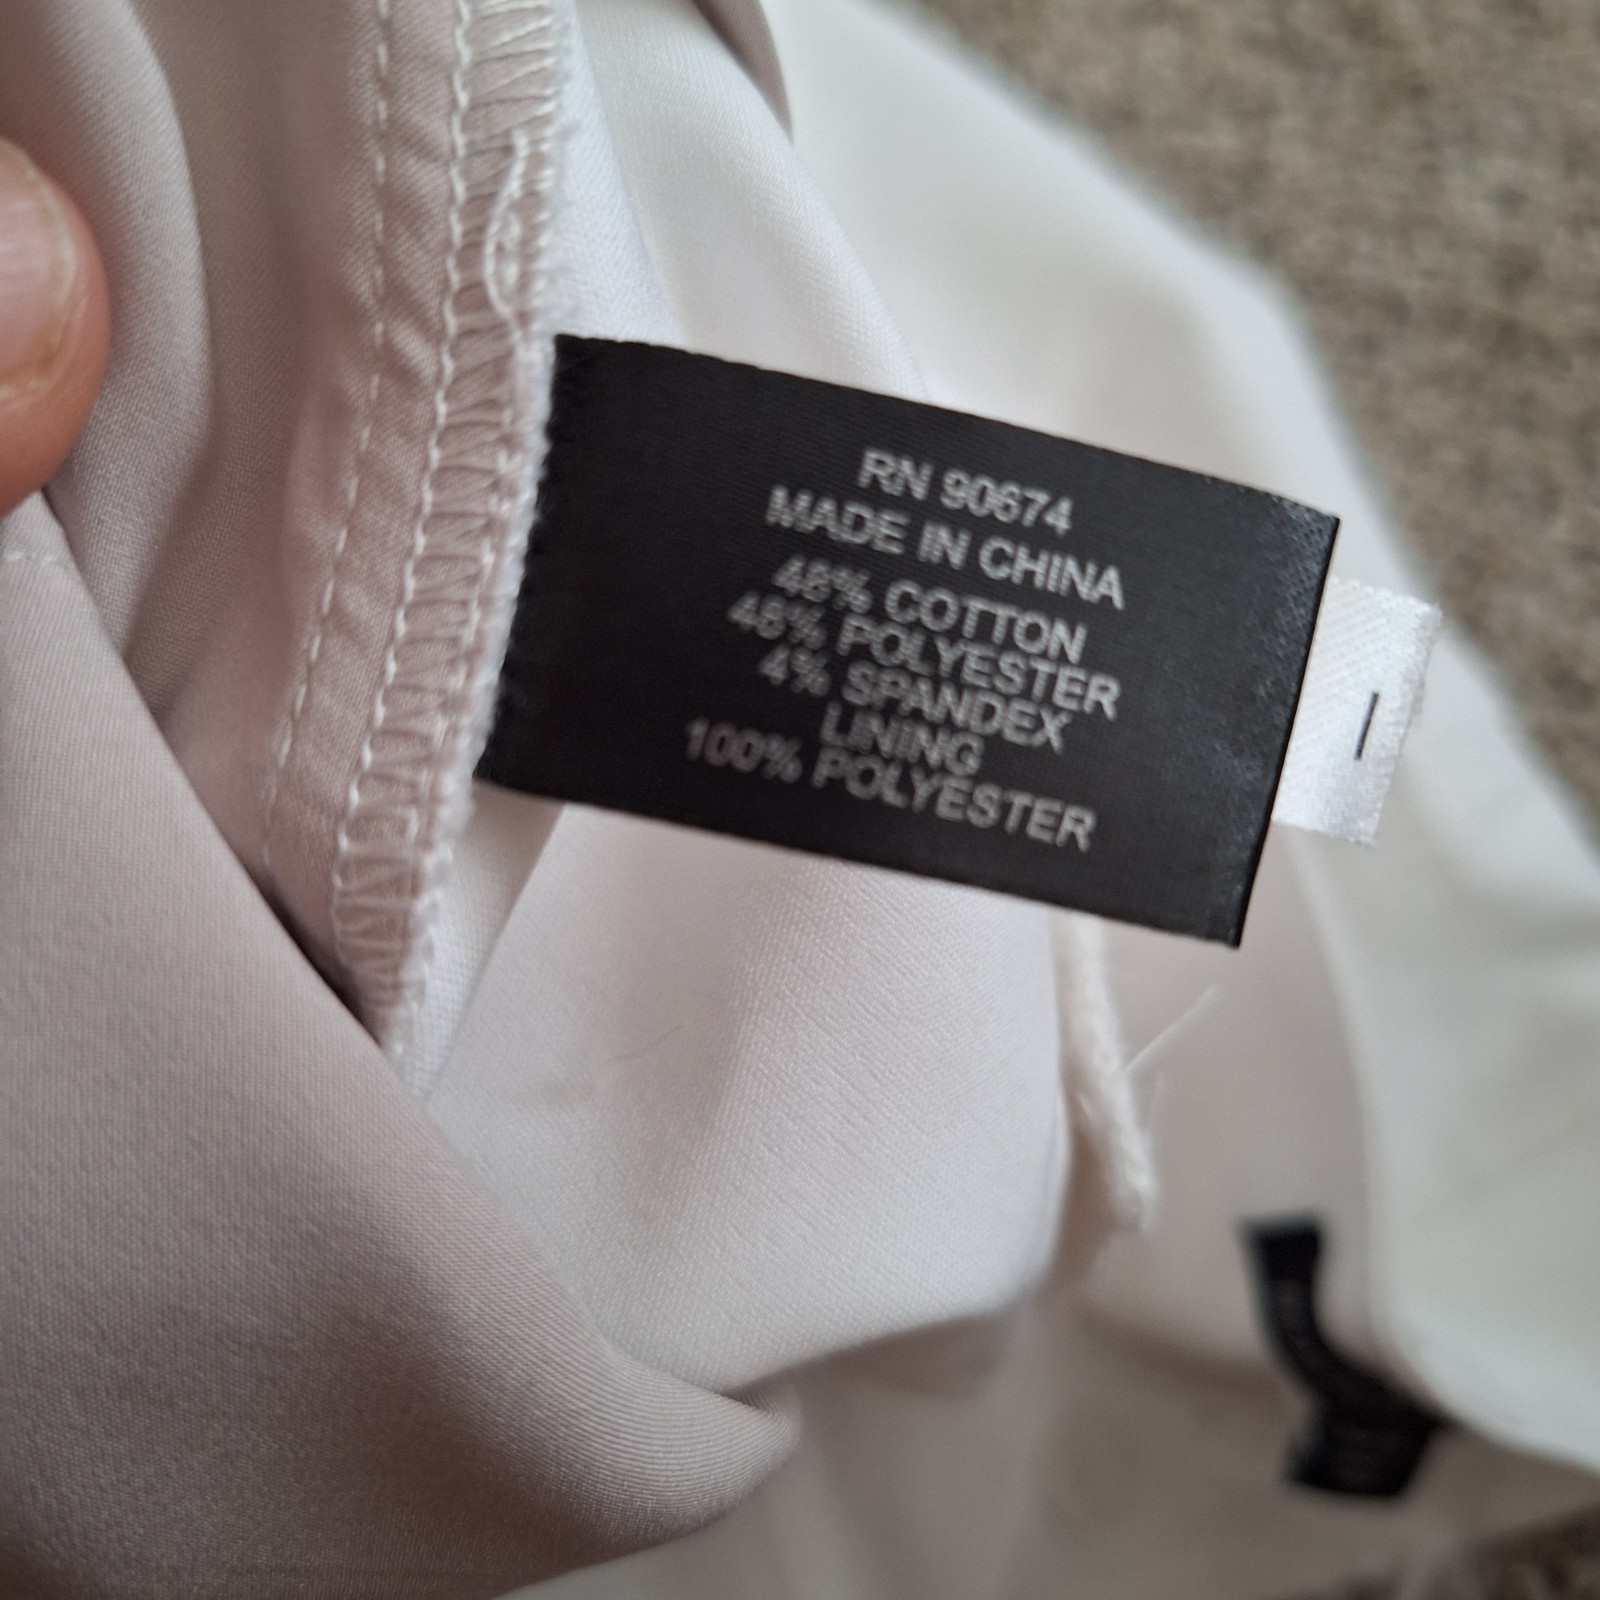 RN 90674
MADE IN CHINA
48% COTTON
48% POLYESTER
4% SPANDEX
LINING
100% POLYESTER